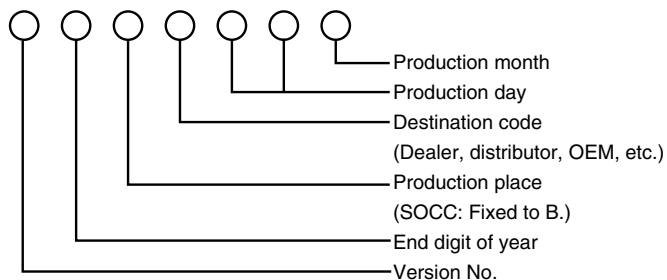 Production month
Production day
Destination code
(Dealer, distributor, OEM, etc.)
Production place
(SOCC: Fixed to B.)
End digit of year
Version No.